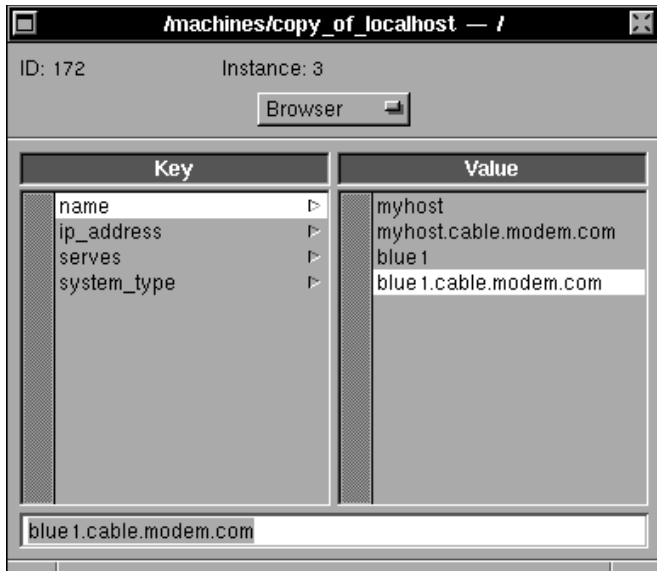 /machines/copy_of_localhost — /
ID: 172 Instance: 3
Browser
Key Value
name myhost
ip_address myhost.cable.modem.com
serves blue1
system_type blue1.cable.modem.com
blue1.cable.modem.com